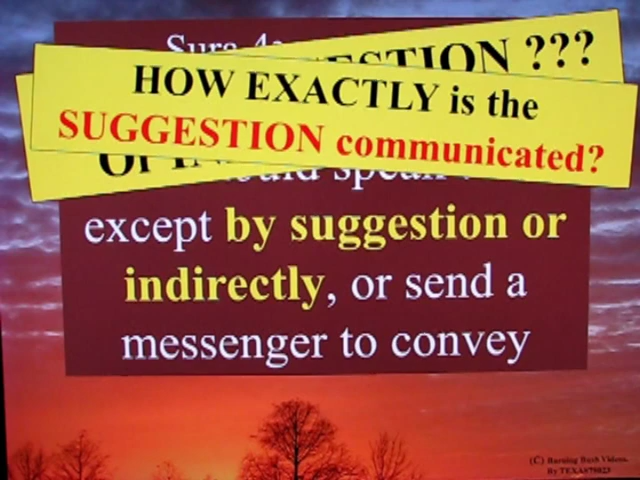 ESTION ???
HOW EXACTLY is the
SUGGESTION communicated?
except by suggestion or
indirectly, or send a
messenger to convey
(C) Burning Bush Videos.